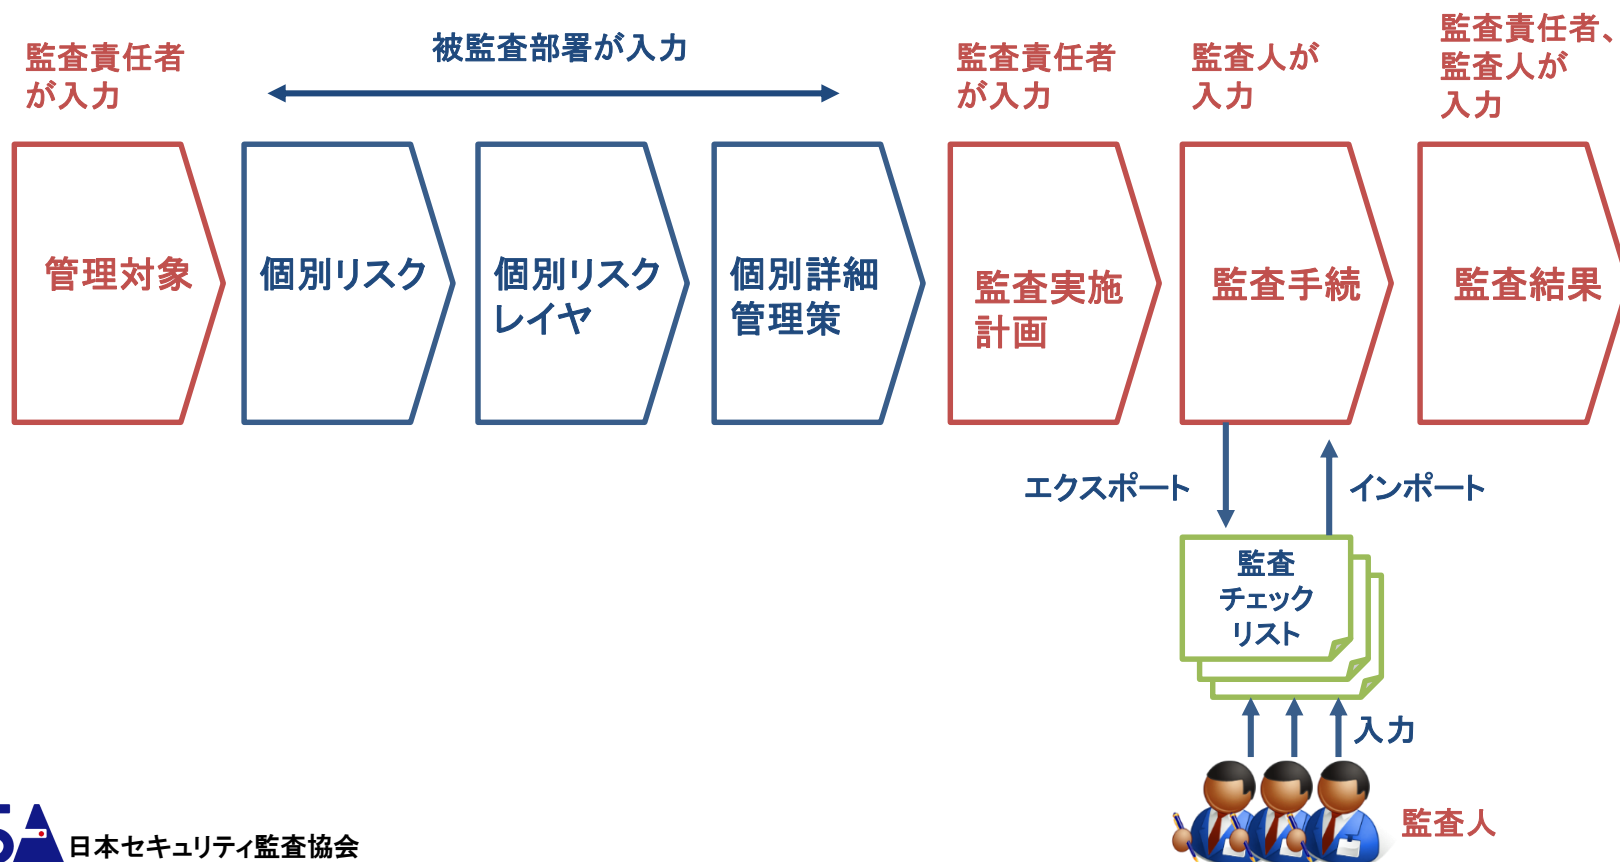 監査責任者
が入力
被監査部署が入力
監査責任者
が入力
監査人が
入力
監査責任者、
監査人が
入力
管理対象
個別リスク
個別リスク
レイヤ
個別詳細
管理策
監査実施
計画
監査手続
監査結果
エクスポート
インポート
監査
チェック
リスト
入力
監査人
SA
日本セキュリティ監査協会